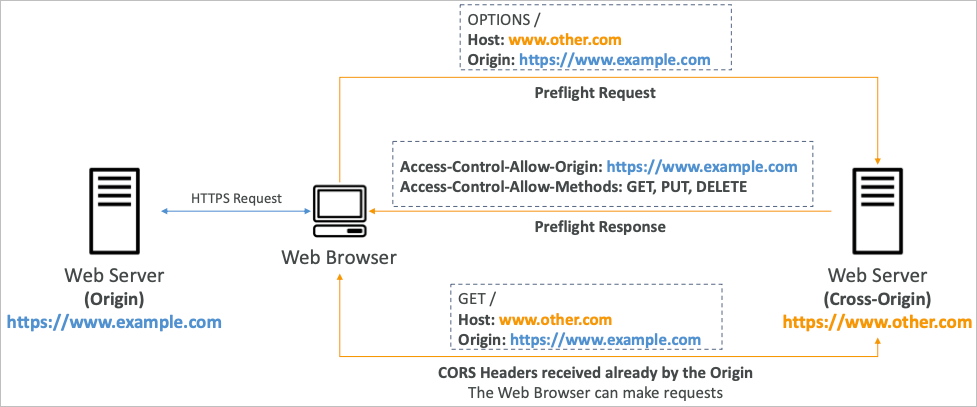 OPTIONS /
Host: www.other.com
Origin: https://www.example.com
Preflight Request
Access-Control-Allow-Origin: https://www.example.com
Access-Control-Allow-Methods: GET, PUT, DELETE
Preflight Response
HTTPS Request
Web Browser
Web Server
(Origin)
https://www.example.com
Web Server
(Cross-Origin)
https://www.other.com
GET /
Host: www.other.com
Origin: https://www.example.com
CORS Headers received already by the Origin
The Web Browser can make requests